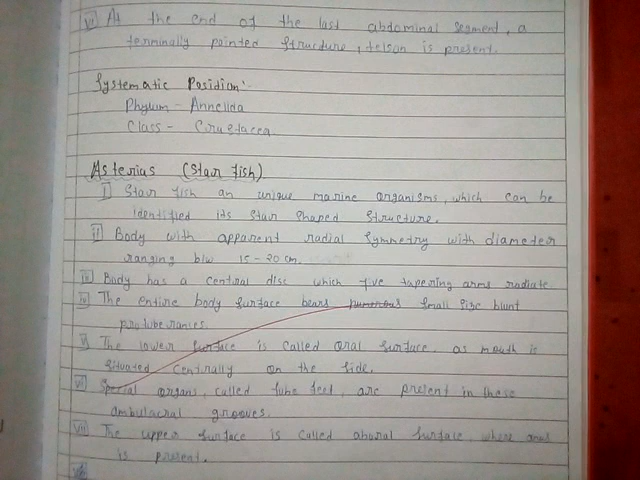 vi) At the end of the last abdominal segment, a
terminally pointed structure, telson is present.
Systematic Position:
Phylum - Annelida
Class - Crustacea
Asterias (Star fish)
i) Star fish an unique marine organisms, which can be
identified its star shaped structure.
ii) Body with apparent radial symmetry with diameter
ranging b/w 15-20 cm.
iii) Body has a central disc which five tapering arms radiate
iv) The entire body surface bears numerous small size blunt
protuberances.
v) The lower surface is called oral surface, as mouth is
situated centrally on the side.
vi) Special organs, called tube feet, are present in these
ambulacral grooves.
vii) The upper surface is called aboral surface, where anus
is present.